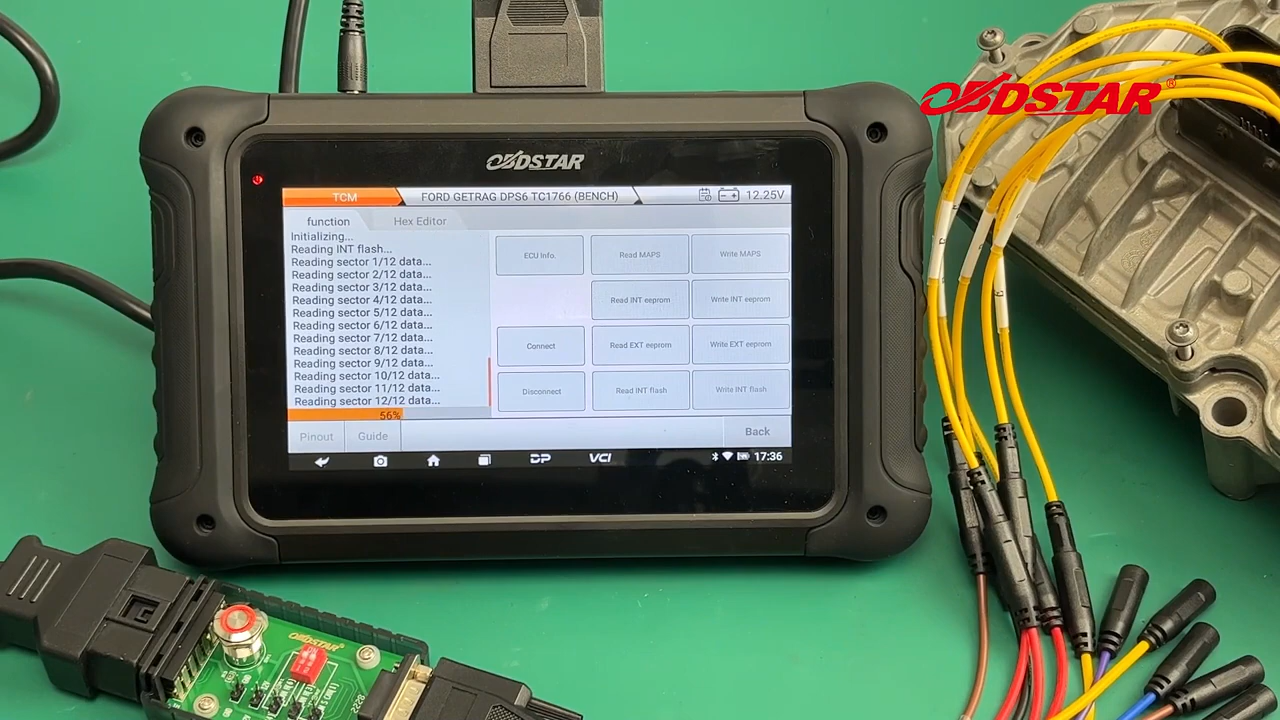 OBDSTAR®
OBDSTAR
TCM
FORD GETRAG DPS6 TC1766 (BENCH)
12.25V
function
Hex Editor
Initializing...
Reading INT flash...
Reading sector 1/12 data...
Reading sector 2/12 data...
Reading sector 3/12 data...
Reading sector 4/12 data...
Reading sector 5/12 data...
Reading sector 6/12 data...
Reading sector 7/12 data...
Reading sector 8/12 data...
Reading sector 9/12 data...
Reading sector 10/12 data...
Reading sector 11/12 data...
Reading sector 12/12 data...
56%
ECU Info.
Read MAPS
Write MAPS
Read INT eeprom
Write INT eeprom
Connect
Read EXT eeprom
Write EXT eeprom
Disconnect
Read INT flash
Write INT flash
Pinout
Guide
Back
DP
VCI
17:36
OBDSTAR